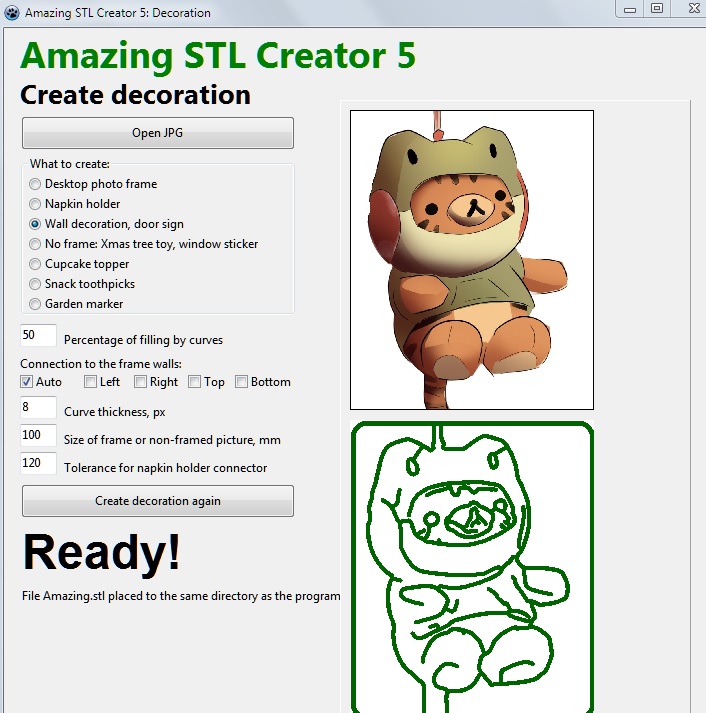 Amazing STL Creator 5: Decoration
Amazing STL Creator 5
Create decoration
Open JPG
What to create:
Desktop photo frame
Napkin holder
Wall decoration, door sign
No frame: Xmas tree toy, window sticker
Cupcake topper
Snack toothpicks
Garden marker
50 Percentage of filling by curves
Connection to the frame walls:
Auto Left Right Top Bottom
8 Curve thickness, px
100 Size of frame or non-framed picture, mm
120 Tolerance for napkin holder connector
Create decoration again
Ready!
File Amazing.stl placed to the same directory as the program